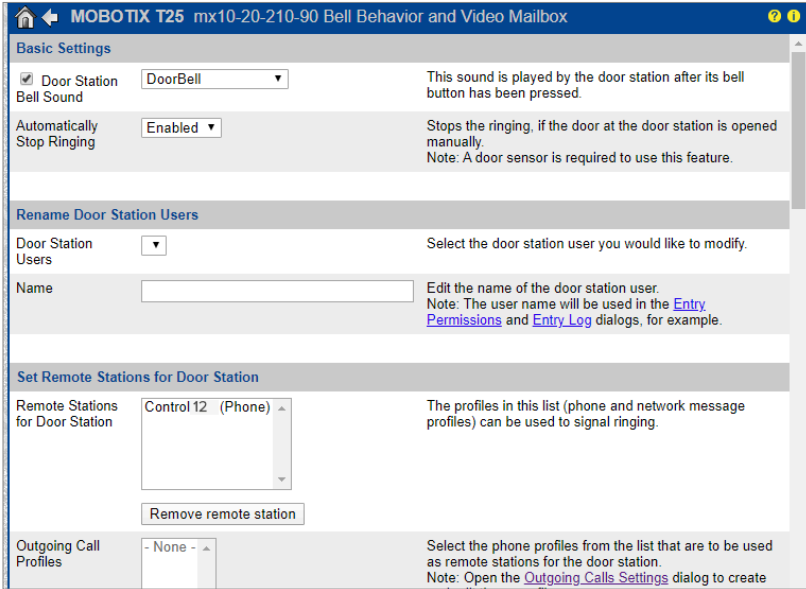 MOBOTIX T25 mx10-20-210-90 Bell Behavior and Video Mailbox
Basic Settings
Door Station
Bell Sound
DoorBell
This sound is played by the door station after its bell
button has been pressed.
Automatically
Stop Ringing
Enabled
Stops the ringing, if the door at the door station is opened
manually.
Note: A door sensor is required to use this feature.
Rename Door Station Users
Door Station
Users
Select the door station user you would like to modify.
Name
Edit the name of the door station user.
Note: The user name will be used in the Entry
Permissions and Entry Log dialogs, for example.
Set Remote Stations for Door Station
Remote Stations
for Door Station
Control 12 (Phone)
The profiles in this list (phone and network message
profiles) can be used to signal ringing.
Remove remote station
Outgoing Call
Profiles
- None -
Select the phone profiles from the list that are to be used
as remote stations for the door station.
Note: Open the Outgoing Calls Settings dialog to create